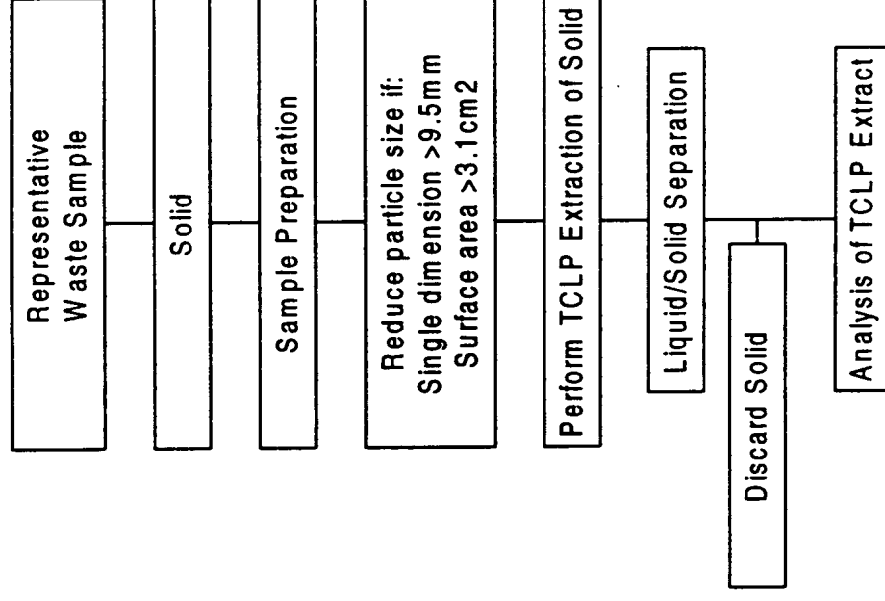 Representative
Waste Sample
Solid
Sample Preparation
Reduce particle size if:
Single dimension >9.5mm
Surface area >3.1cm2
Perform TCLP Extraction of Solid
Liquid/Solid Separation
Discard Solid
Analysis of TCLP Extract